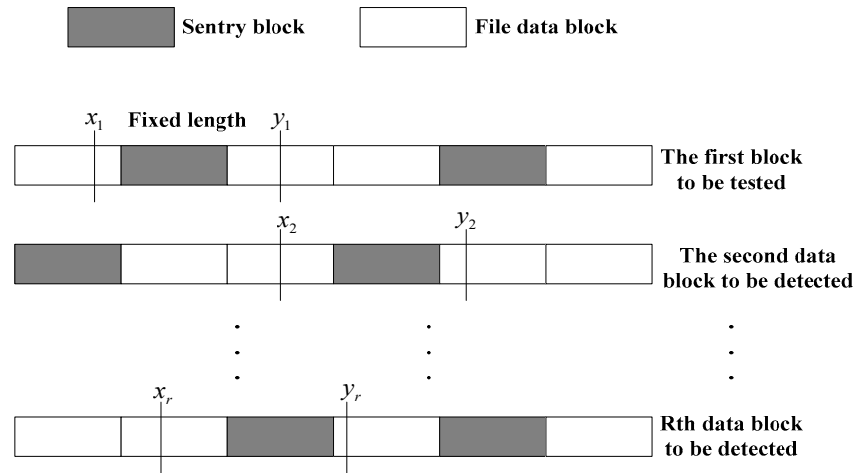 Sentry block
File data block
x1
Fixed length
y1
The first block
to be tested
x2
y2
The second data
block to be detected
xr
yr
Rth data block
to be detected